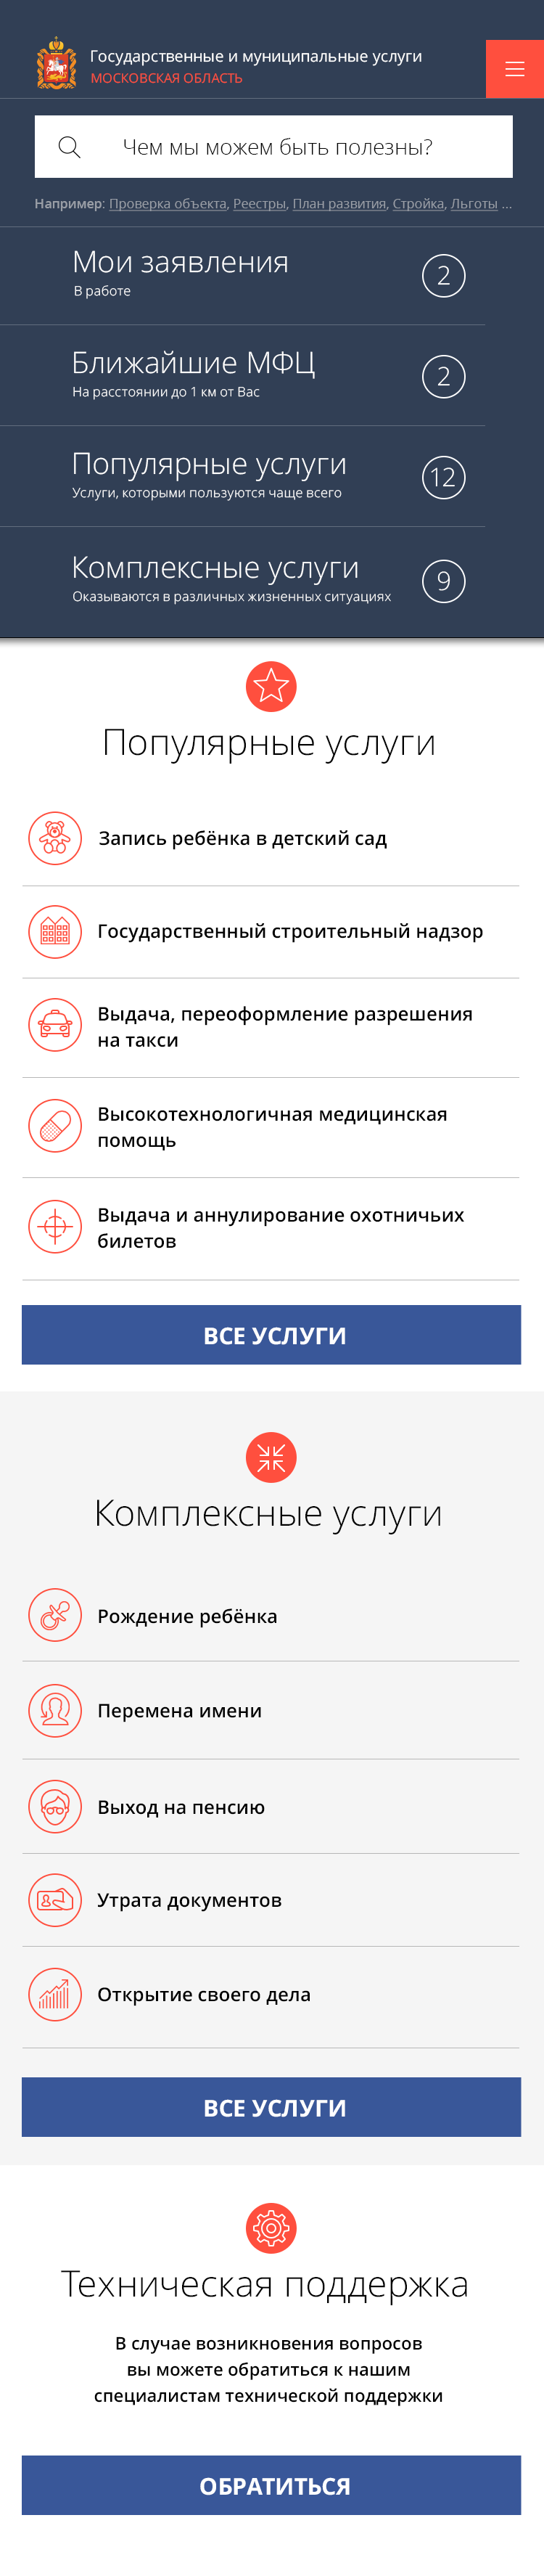 Государственные и муниципальные услуги
МОСКОВСКАЯ ОБЛАСТЬ
Чем мы можем быть полезны?
Например: Проверка объекта, Реестры, План развития, Стройка, Льготы ...
Мои заявления
В работе
2
Ближайшие МФЦ
На расстоянии до 1 км от Вас
2
Популярные услуги
Услуги, которыми пользуются чаще всего
12
Комплексные услуги
Оказываются в различных жизненных ситуациях
9
Популярные услуги
Запись ребёнка в детский сад
Государственный строительный надзор
Выдача, переоформление разрешения
на такси
Высокотехнологичная медицинская
помощь
Выдача и аннулирование охотничьих
билетов
ВСЕ УСЛУГИ
Комплексные услуги
Рождение ребёнка
Перемена имени
Выход на пенсию
Утрата документов
Открытие своего дела
ВСЕ УСЛУГИ
Техническая поддержка
В случае возникновения вопросов
вы можете обратиться к нашим
специалистам технической поддержки
ОБРАТИТЬСЯ